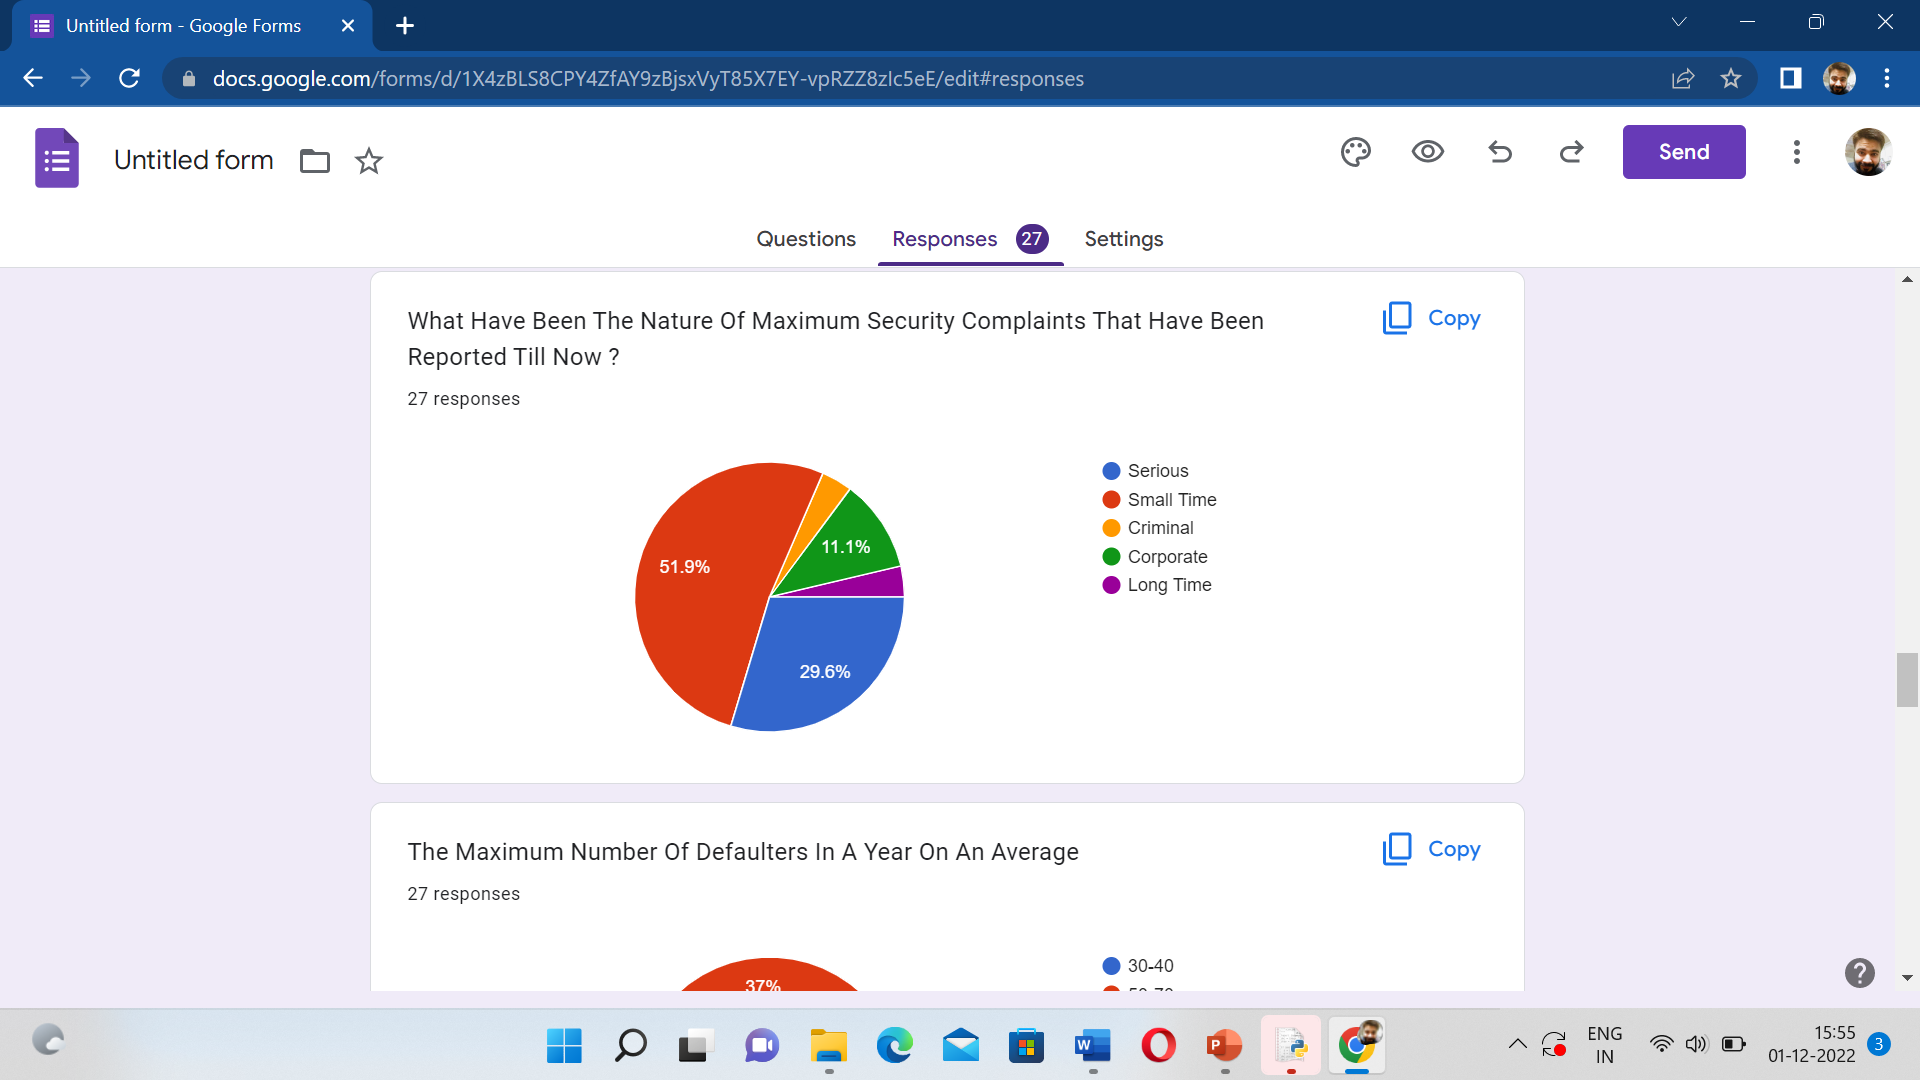 Untitled form - Google Forms
docs.google.com/forms/d/1X4zBLS8CPY4ZfAY9zBjsxVyT85X7EY-vpRZZ8zIc5eE/edit#responses
Untitled form
Send
Questions
Responses 27
Settings
What Have Been The Nature Of Maximum Security Complaints That Have Been
Reported Till Now ?
Copy
27 responses
Serious
Small Time
Criminal
Corporate
Long Time
11.1%
51.9%
29.6%
The Maximum Number Of Defaulters In A Year On An Average
Copy
27 responses
30-40
37%
W
P
ENG
IN
15:55
01-12-2022
3